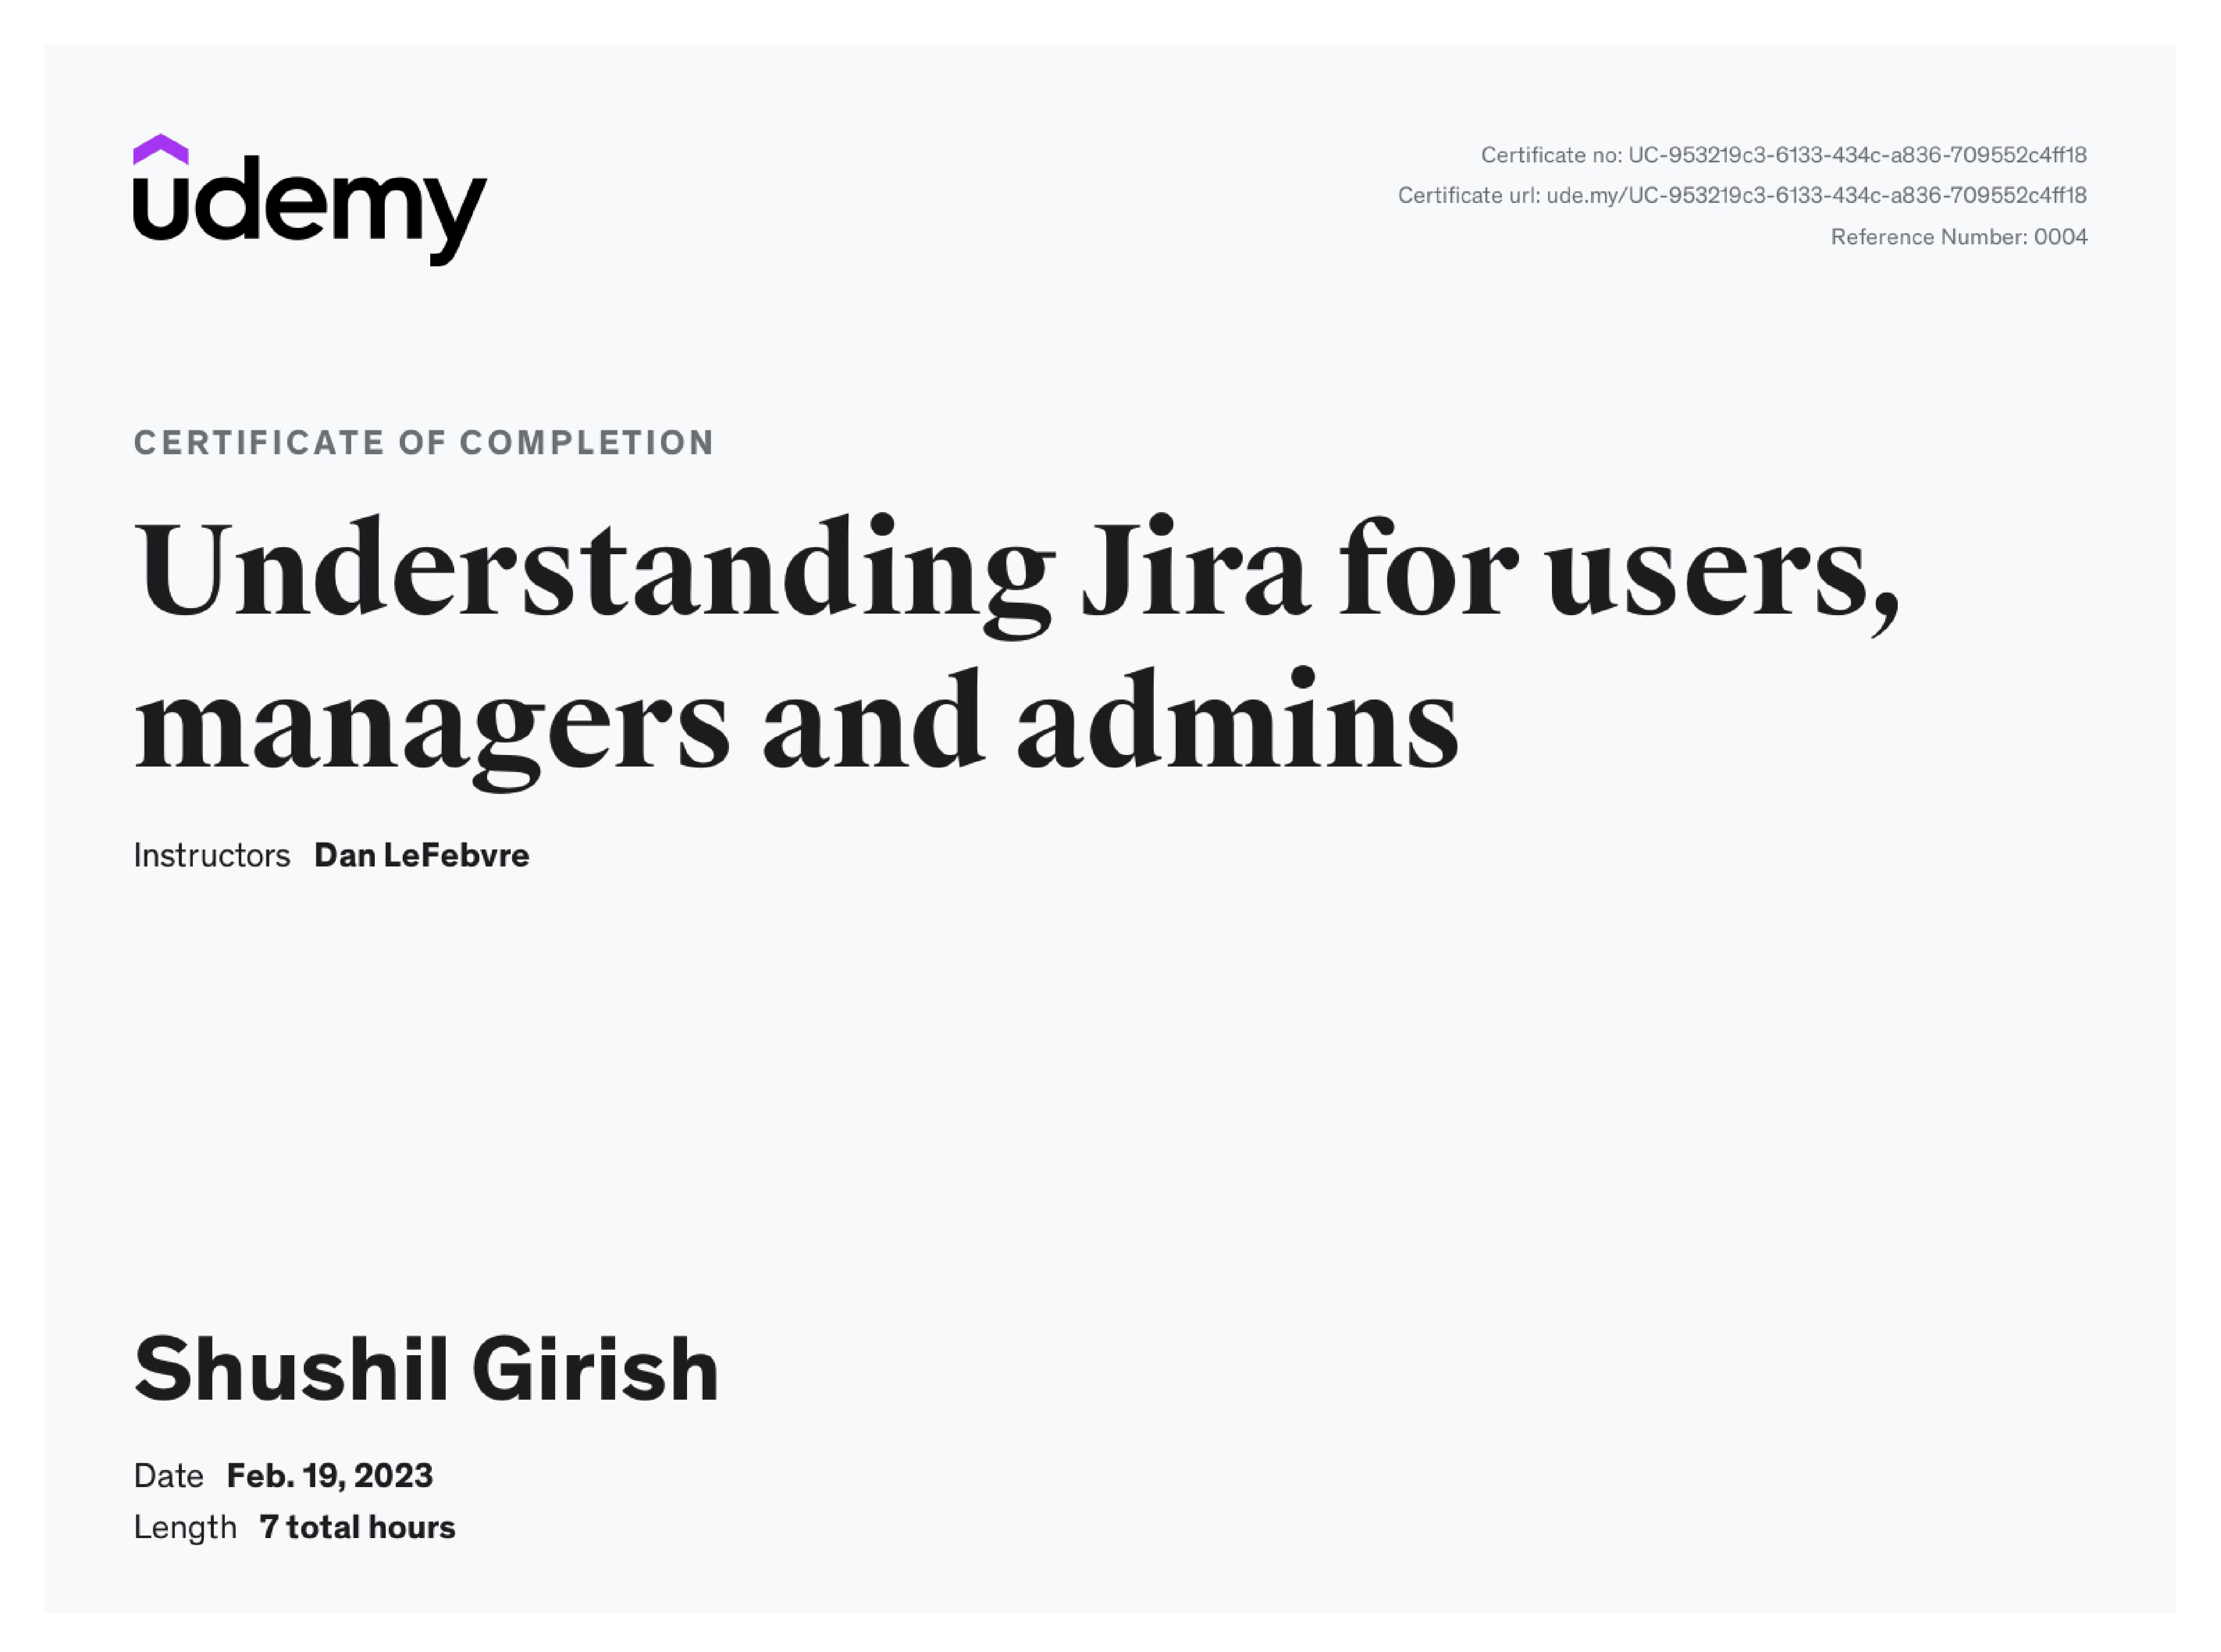 udemy
Certificate no: UC-953219c3-6133-434c-a836-709552c4ff18
Certificate url: ude.my/UC-953219c3-6133-434c-a836-709552c4ff18
Reference Number: 0004
CERTIFICATE OF COMPLETION
Understanding Jira for users,
managers and admins
Instructors Dan LeFebvre
Shushil Girish
Date Feb. 19, 2023
Length 7 total hours